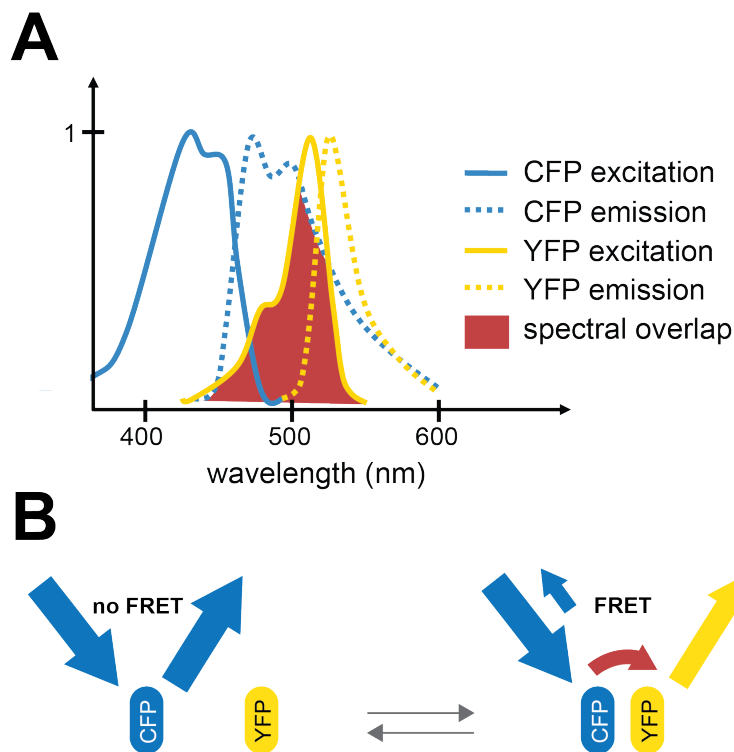 A
1
CFP excitation
CFP emission
YFP excitation
YFP emission
spectral overlap
400 500 600
wavelength (nm)
B
no FRET
FRET
CFP
YFP
CFP
YFP